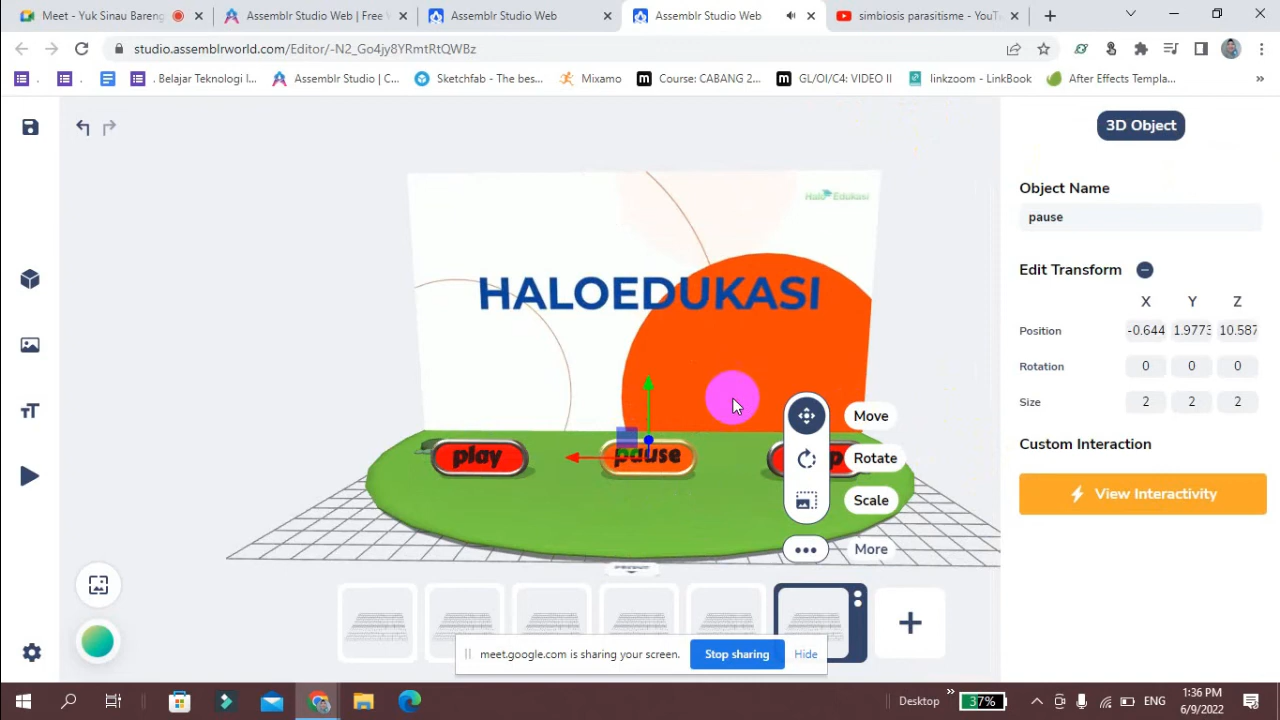 Meet - Yuk Sinau Bareng
Assemblr Studio Web | Free V
Assemblr Studio Web
Assemblr Studio Web
simbiosis parasitisme - YouTu
studio.assemblrworld.com/Editor/-N2_Go4jy8YRmtRtQWBz
.
.
. Belajar Teknologi I...
Assemblr Studio | C...
Sketchfab - The bes...
Mixamo
Course: CABANG 2...
GL/OI/C4: VIDEO II
linkzoom - LinkBook
After Effects Templa...
»
3D Object
Object Name
pause
Edit Transform
X Y Z
Position -0.644 1.9773 10.587
Rotation 0 0 0
Size 2 2 2
Custom Interaction
View Interactivity
Halo Edukasi
HALOEDUKASI
play
pause
p
Move
Rotate
Scale
More
meet.google.com is sharing your screen.
Stop sharing
Hide
Desktop
»
37%
ENG
1:36 PM
6/9/2022